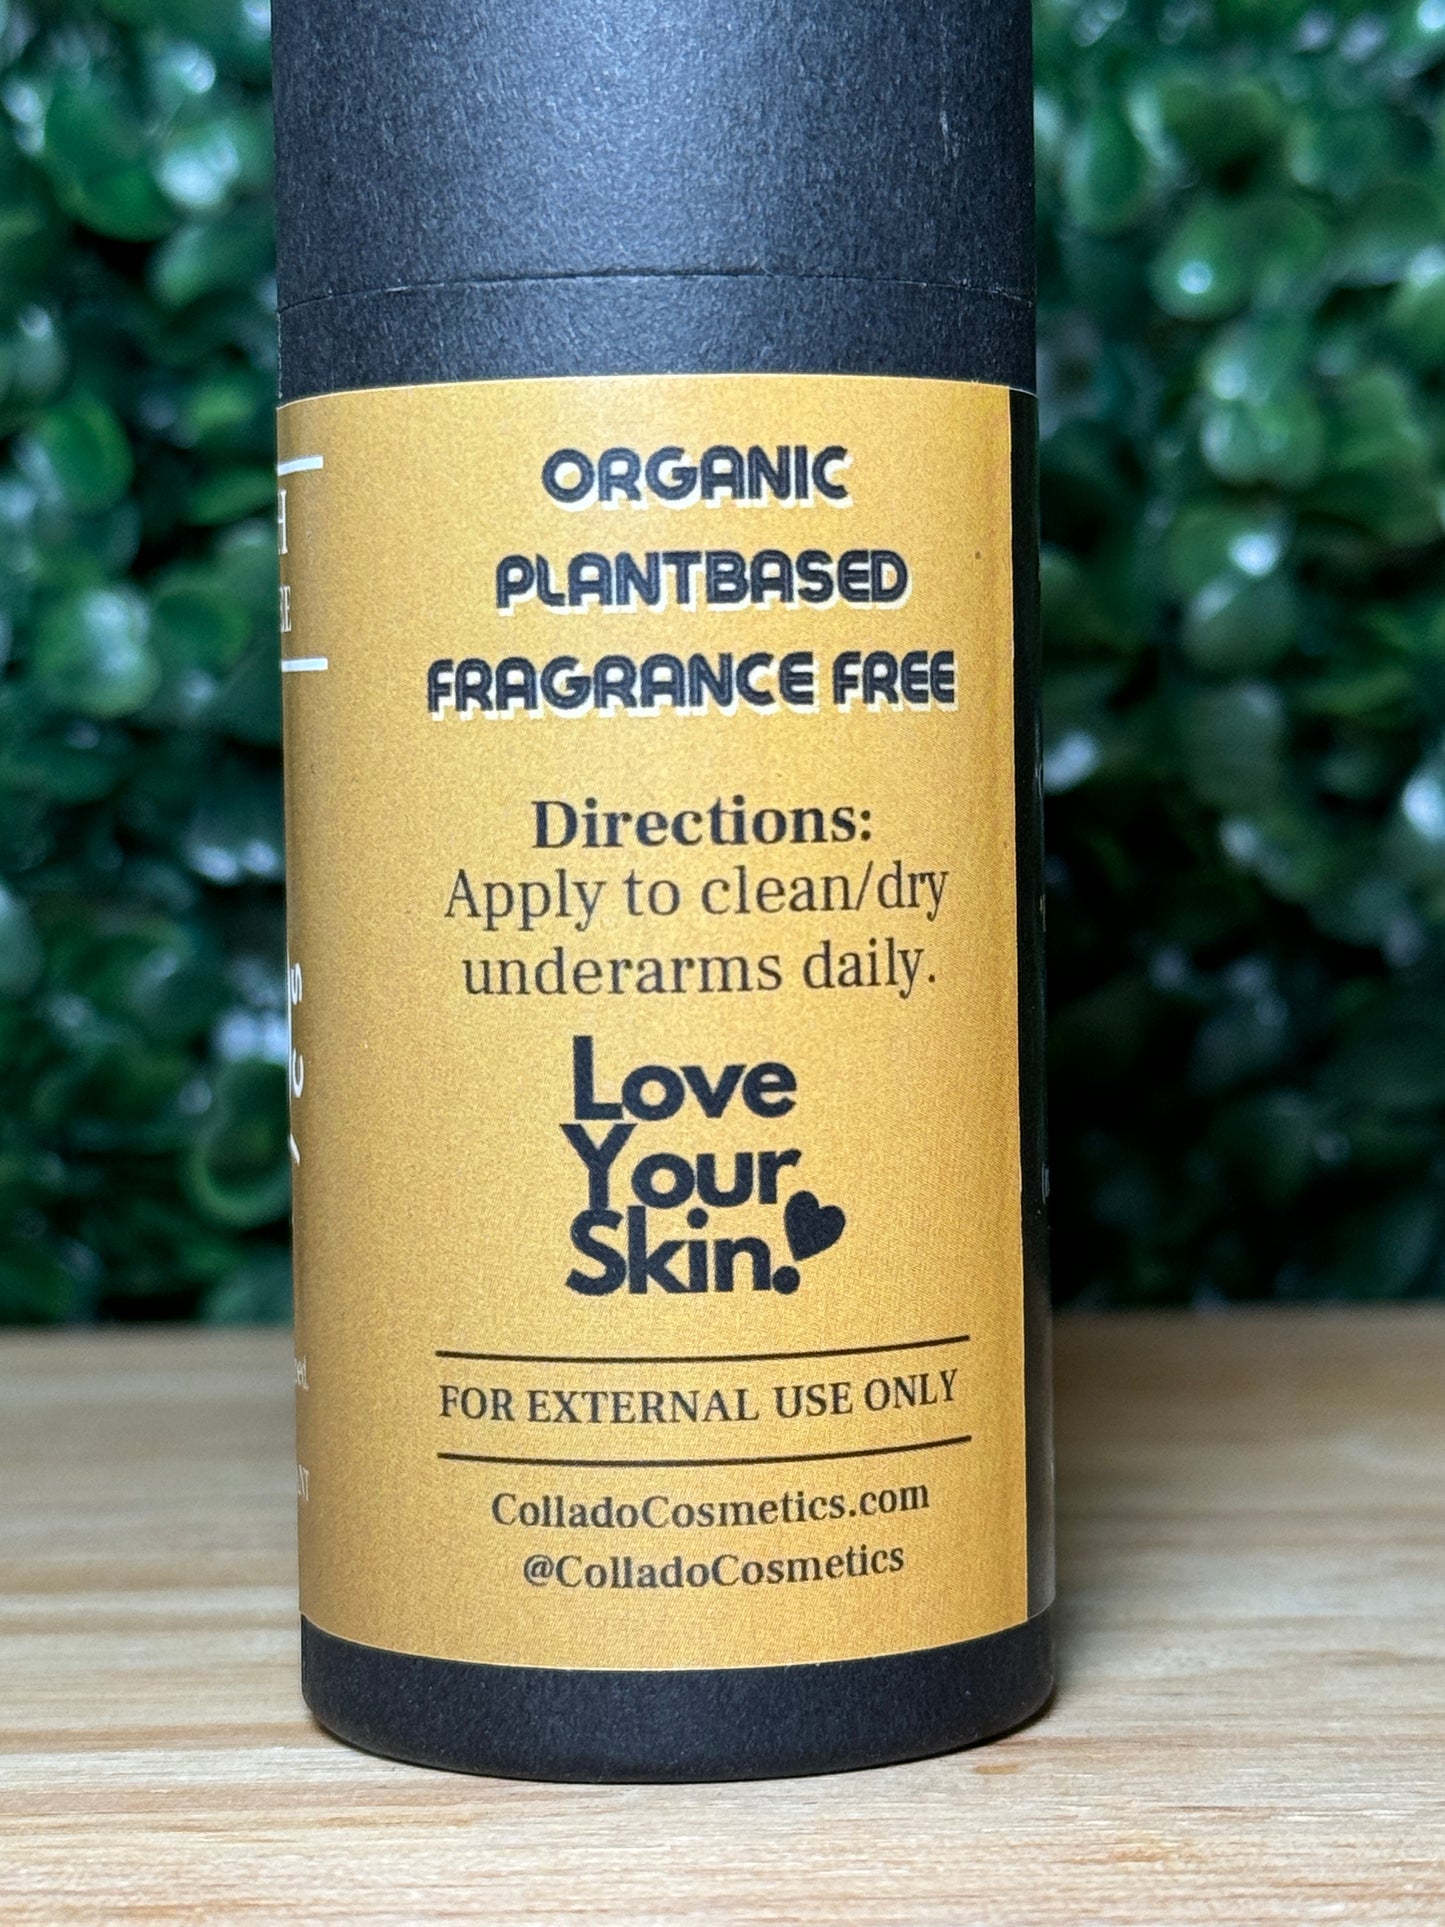 ORGANIC
PLANTBASED
FRAGRANCE FREE
Directions:
Apply to clean/dry
underarms daily.
Love
Your
Skin.
FOR EXTERNAL USE ONLY
ColladoCosmetics.com
@ColladoCosmetics